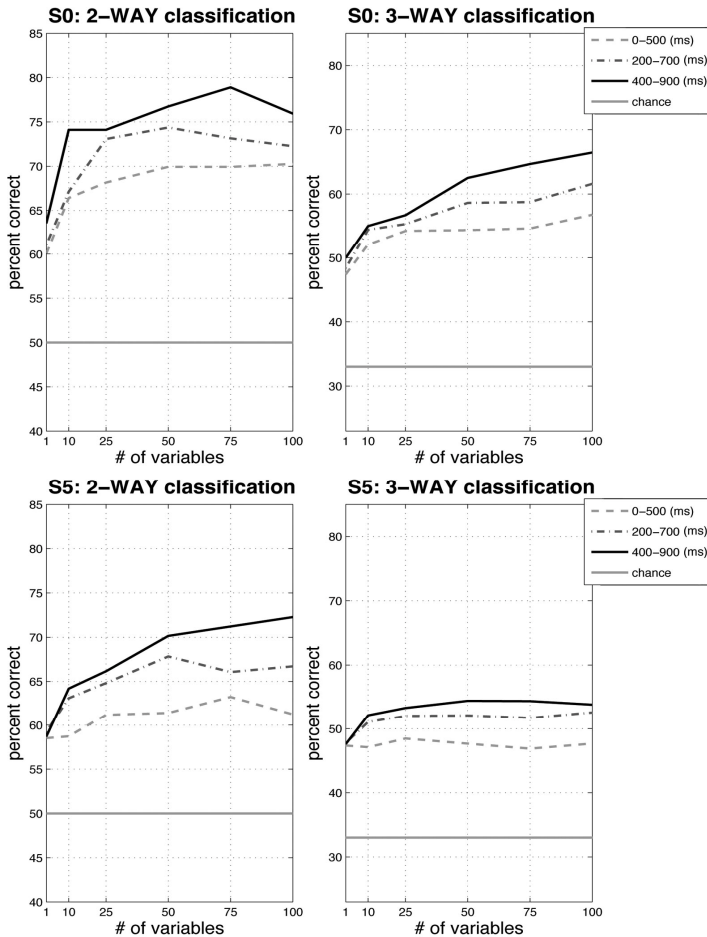 S0: 2−WAY classification
85
80
75
70
65
60
55
50
45
40
percent correct
1 10 25 50 75 100
# of variables
S0: 3−WAY classification
80
70
60
50
40
30
percent correct
1 10 25 50 75 100
# of variables
0−500 (ms)
200−700 (ms)
400−900 (ms)
chance
S5: 2−WAY classification
85
80
75
70
65
60
55
50
45
40
percent correct
1 10 25 50 75 100
# of variables
S5: 3−WAY classification
80
70
60
50
40
30
percent correct
1 10 25 50 75 100
# of variables
0−500 (ms)
200−700 (ms)
400−900 (ms)
chance